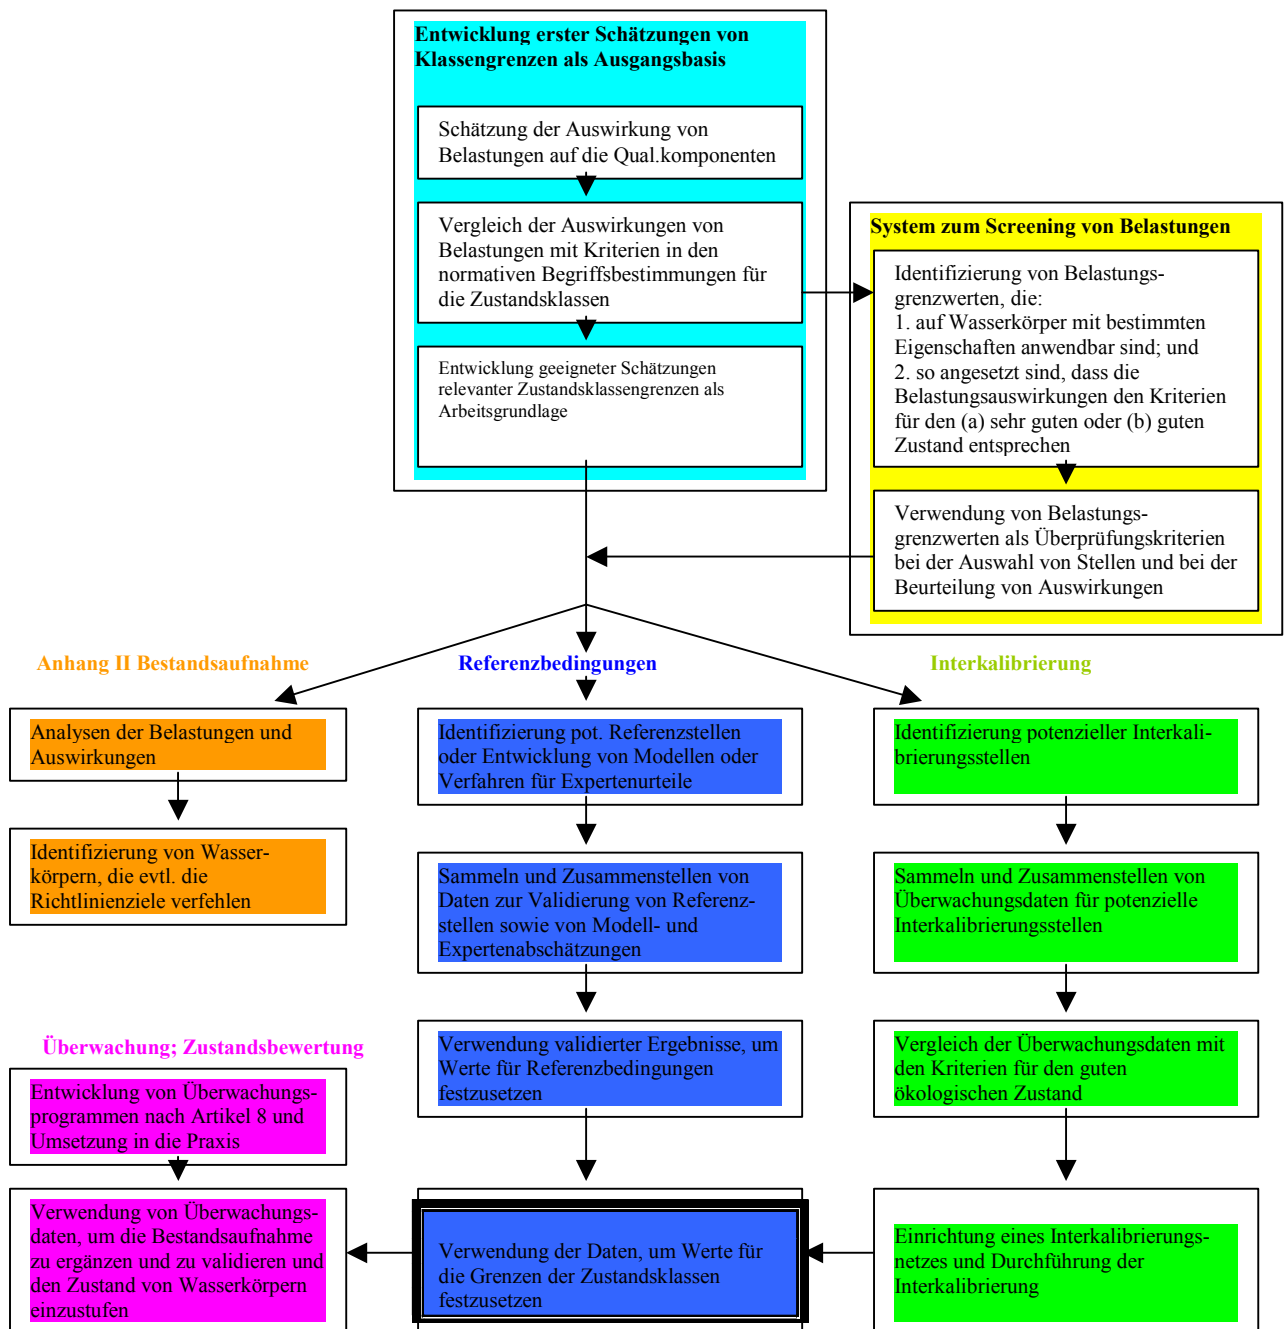 Entwicklung erster Schätzungen von
Klassengrenzen als Ausgangsbasis
Schätzung der Auswirkung von
Belastungen auf die Qual.komponenten
Vergleich der Auswirkungen von
Belastungen mit Kriterien in den
normativen Begriffsbestimmungen für
die Zustandsklassen
Entwicklung geeigneter Schätzungen
relevanter Zustandsklassengrenzen als
Arbeitsgrundlage
System zum Screening von Belastungen
Identifizierung von Belastungs-
grenzwerten, die:
1. auf Wasserkörper mit bestimmten
Eigenschaften anwendbar sind; und
2. so angesetzt sind, dass die
Belastungsauswirkungen den Kriterien
für den (a) sehr guten oder (b) guten
Zustand entsprechen
Verwendung von Belastungs-
grenzwerten als Überprüfungskriterien
bei der Auswahl von Stellen und bei der
Beurteilung von Auswirkungen
Anhang II Bestandsaufnahme
Analysen der Belastungen und
Auswirkungen
Identifizierung von Wasser-
körpern, die evtl. die
Richtlinienziele verfehlen
Referenzbedingungen
Identifizierung pot. Referenzstellen
oder Entwicklung von Modellen oder
Verfahren für Expertenurteile
Sammeln und Zusammenstellen von
Daten zur Validierung von Referenz-
stellen sowie von Modell- und
Expertenabschätzungen
Verwendung validierter Ergebnisse, um
Werte für Referenzbedingungen
festzusetzen
Verwendung der Daten, um Werte für
die Grenzen der Zustandsklassen
festzusetzen
Interkalibrierung
Identifizierung potenzieller Interkali-
brierungsstellen
Sammeln und Zusammenstellen von
Überwachungsdaten für potenzielle
Interkalibrierungsstellen
Vergleich der Überwachungsdaten mit
den Kriterien für den guten
ökologischen Zustand
Einrichtung eines Interkalibrierungs-
netzes und Durchführung der
Interkalibrierung
Überwachung; Zustandsbewertung
Entwicklung von Überwachungs-
programmen nach Artikel 8 und
Umsetzung in die Praxis
Verwendung von Überwachungs-
daten, um die Bestandsaufnahme
zu ergänzen und zu validieren und
den Zustand von Wasserkörpern
einzustufen